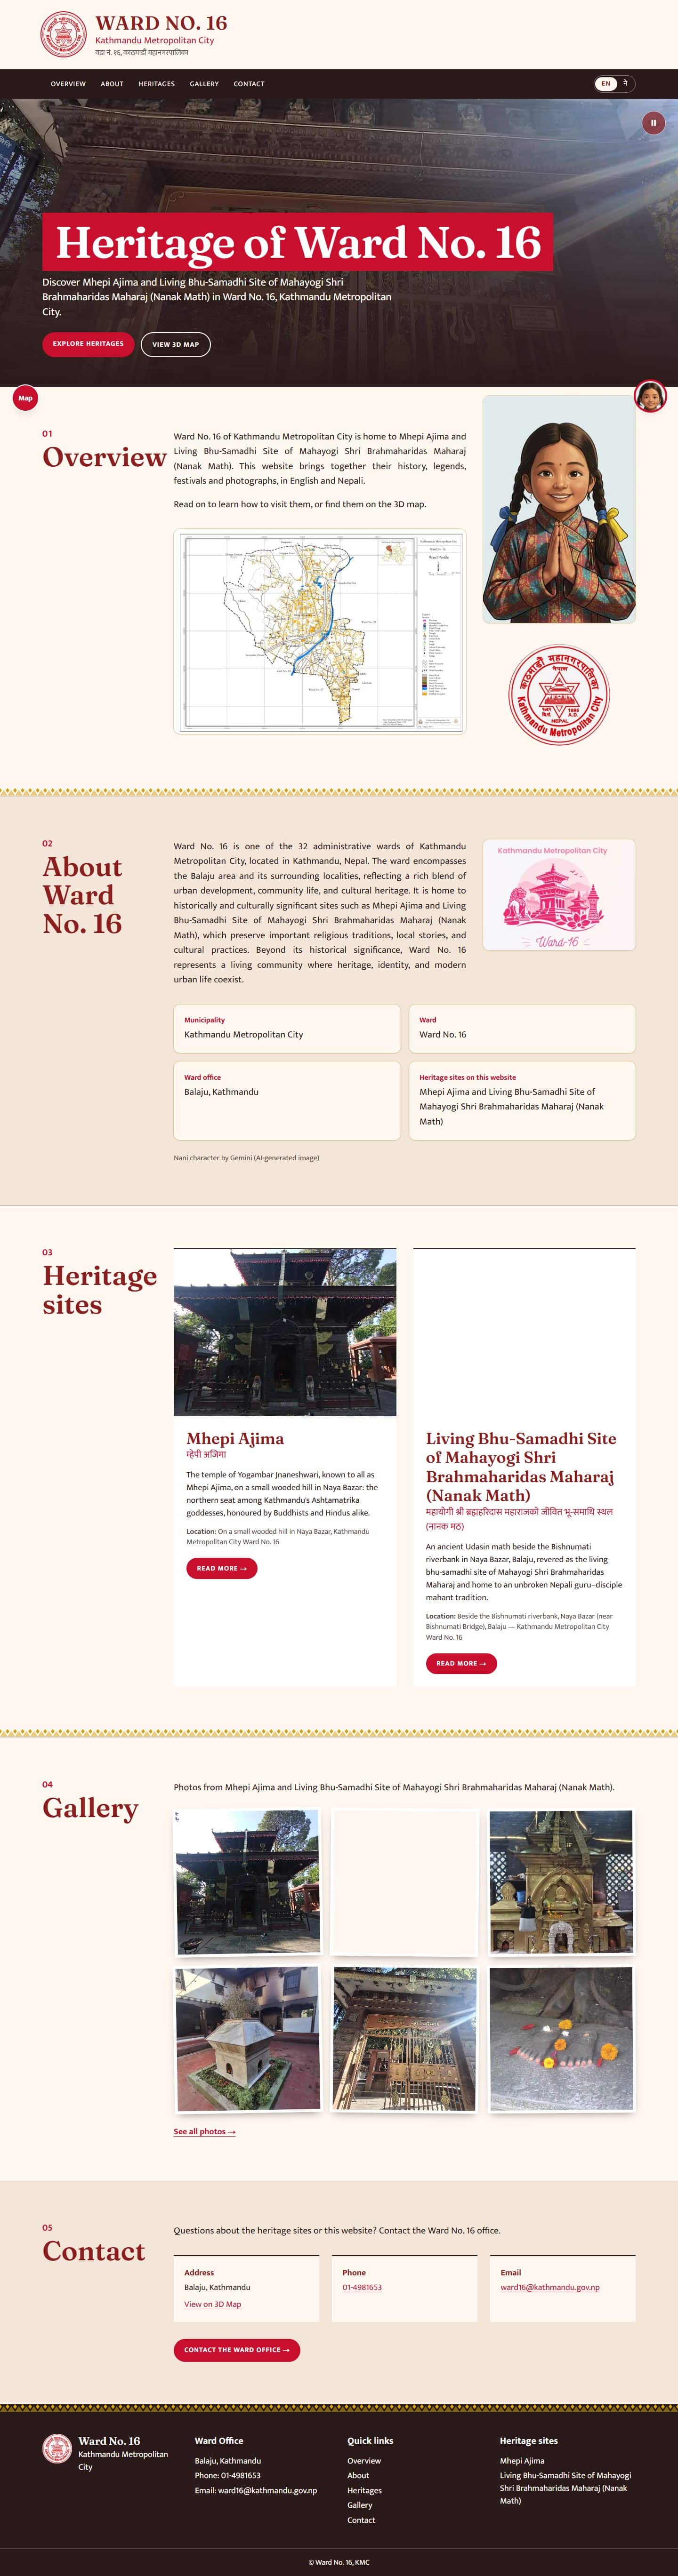 WARD NO. 16
Kathmandu Metropolitan City
वडा नं. १६, काठमाडौं महानगरपालिका
OVERVIEW ABOUT HERITAGES GALLERY CONTACT
EN ने
Heritage of Ward No. 16
Discover Mhepi Ajima and Living Bhu-Samadhi Site of Mahayogi Shri
Brahmaharidas Maharaj (Nanak Math) in Ward No. 16, Kathmandu Metropolitan
City.
EXPLORE HERITAGES VIEW 3D MAP
Map
01
Overview
Ward No. 16 of Kathmandu Metropolitan City is home to Mhepi Ajima and
Living Bhu-Samadhi Site of Mahayogi Shri Brahmaharidas Maharaj
(Nanak Math). This website brings together their history, legends,
festivals and photographs, in English and Nepali.
Read on to learn how to visit them, or find them on the 3D map.
काठमाडौं महानगरपालिका
NEPAL
Kathmandu Metropolitan City
02
About
Ward
No. 16
Ward No. 16 is one of the 32 administrative wards of Kathmandu
Metropolitan City, located in Kathmandu, Nepal. The ward encompasses
the Balaju area and its surrounding localities, reflecting a rich blend of
urban development, community life, and cultural heritage. It is home to
historically and culturally significant sites such as Mhepi Ajima and Living
Bhu-Samadhi Site of Mahayogi Shri Brahmaharidas Maharaj (Nanak
Math), which preserve important religious traditions, local stories, and
cultural practices. Beyond its historical significance, Ward No. 16
represents a living community where heritage, identity, and modern
urban life coexist.
Kathmandu Metropolitan City
Ward-16
Municipality
Kathmandu Metropolitan City
Ward
Ward No. 16
Ward office
Balaju, Kathmandu
Heritage sites on this website
Mhepi Ajima and Living Bhu-Samadhi Site of
Mahayogi Shri Brahmaharidas Maharaj (Nanak
Math)
Nani character by Gemini (AI-generated image)
03
Heritage
sites
Mhepi Ajima
म्हेपी अजिमा
The temple of Yogambar Jnaneshwari, known to all as
Mhepi Ajima, on a small wooded hill in Naya Bazar: the
northern seat among Kathmandu's Ashtamatrika
goddesses, honoured by Buddhists and Hindus alike.
Location: On a small wooded hill in Naya Bazar, Kathmandu
Metropolitan City Ward No. 16
READ MORE →
Living Bhu-Samadhi Site
of Mahayogi Shri
Brahmaharidas Maharaj
(Nanak Math)
महायोगी श्री ब्रह्महरिदास महाराजको जीवित भू-समाधि स्थल
(नानक मठ)
An ancient Udasin math beside the Bishnumati
riverbank in Naya Bazar, Balaju, revered as the living
bhu-samadhi site of Mahayogi Shri Brahmaharidas
Maharaj and home to an unbroken Nepali guru–disciple
mahant tradition.
Location: Beside the Bishnumati riverbank, Naya Bazar (near
Bishnumati Bridge), Balaju — Kathmandu Metropolitan City
Ward No. 16
READ MORE →
04
Gallery
Photos from Mhepi Ajima and Living Bhu-Samadhi Site of Mahayogi Shri Brahmaharidas Maharaj (Nanak Math).
See all photos →
05
Contact
Questions about the heritage sites or this website? Contact the Ward No. 16 office.
Address
Balaju, Kathmandu
View on 3D Map
Phone
01-4981653
Email
ward16@kathmandu.gov.np
CONTACT THE WARD OFFICE →
Ward No. 16
Kathmandu Metropolitan
City
Ward Office
Balaju, Kathmandu
Phone: 01-4981653
Email: ward16@kathmandu.gov.np
Quick links
Overview
About
Heritages
Gallery
Contact
Heritage sites
Mhepi Ajima
Living Bhu-Samadhi Site of Mahayogi
Shri Brahmaharidas Maharaj (Nanak
Math)
© Ward No. 16, KMC